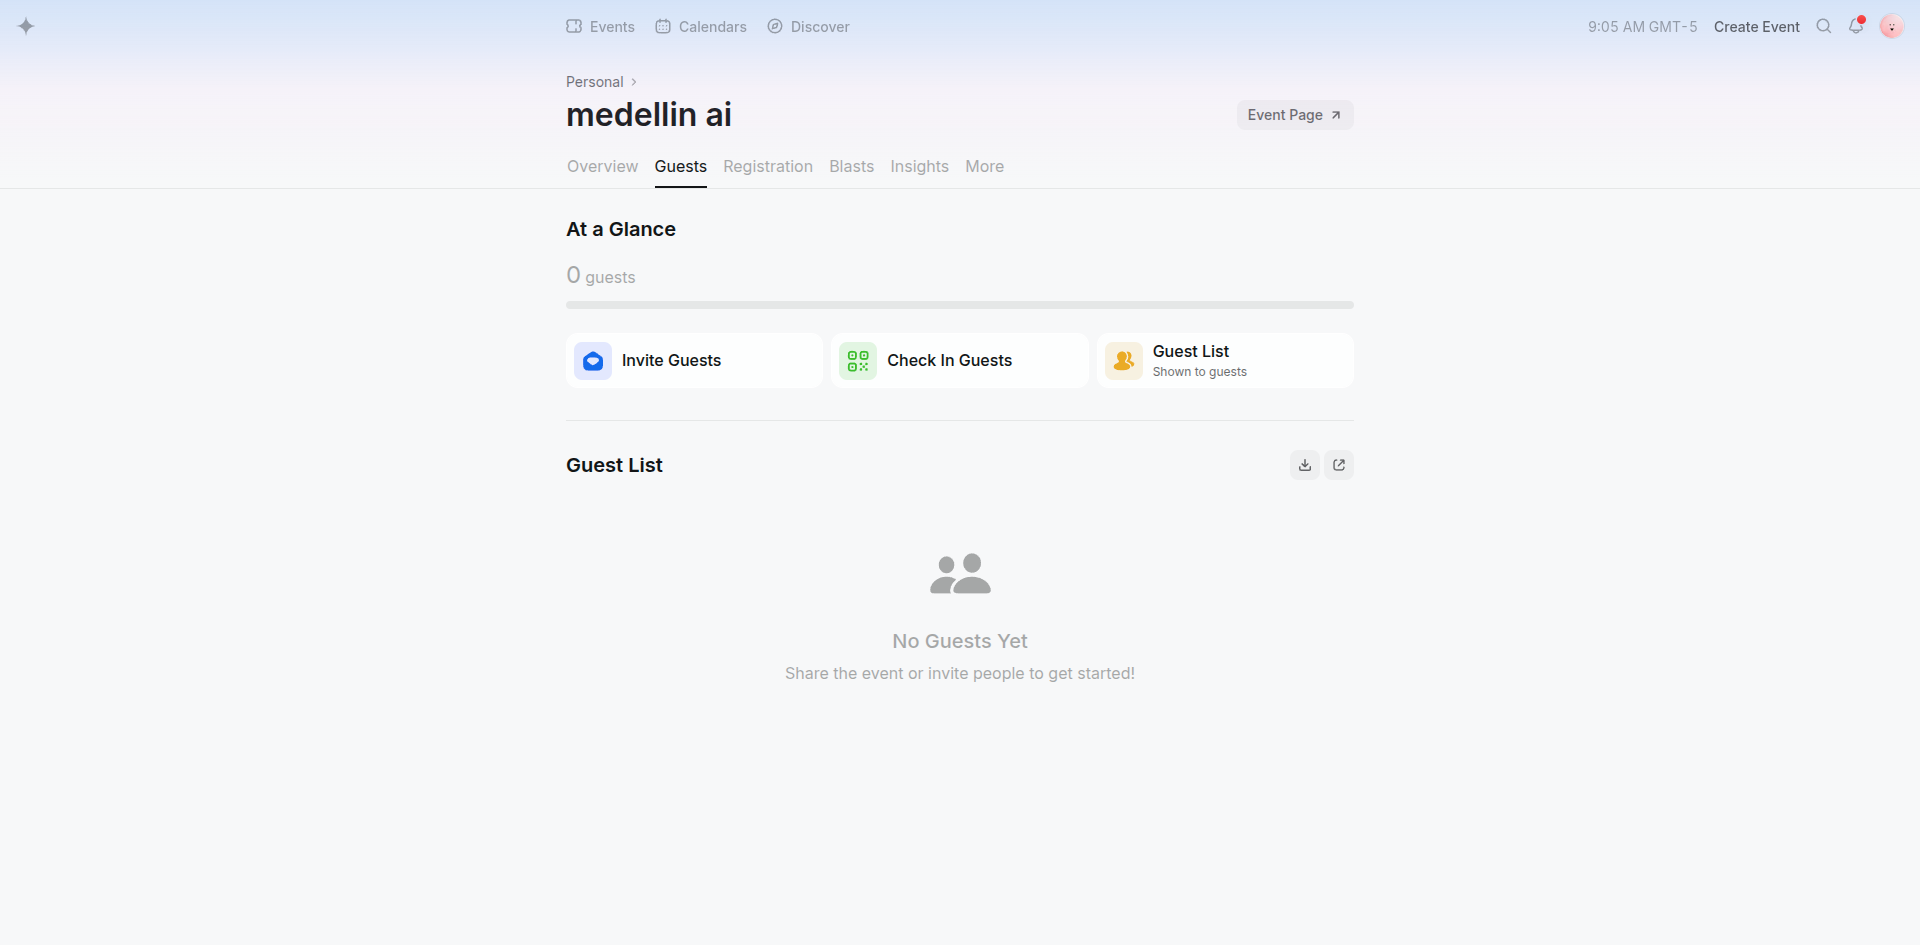 Events
Calendars
Discover
9:05 AM GMT-5
Create Event
Personal
medellin ai
Event Page
Overview
Guests
Registration
Blasts
Insights
More
At a Glance
0 guests
Invite Guests
Check In Guests
Guest List
Shown to guests
Guest List
No Guests Yet
Share the event or invite people to get started!